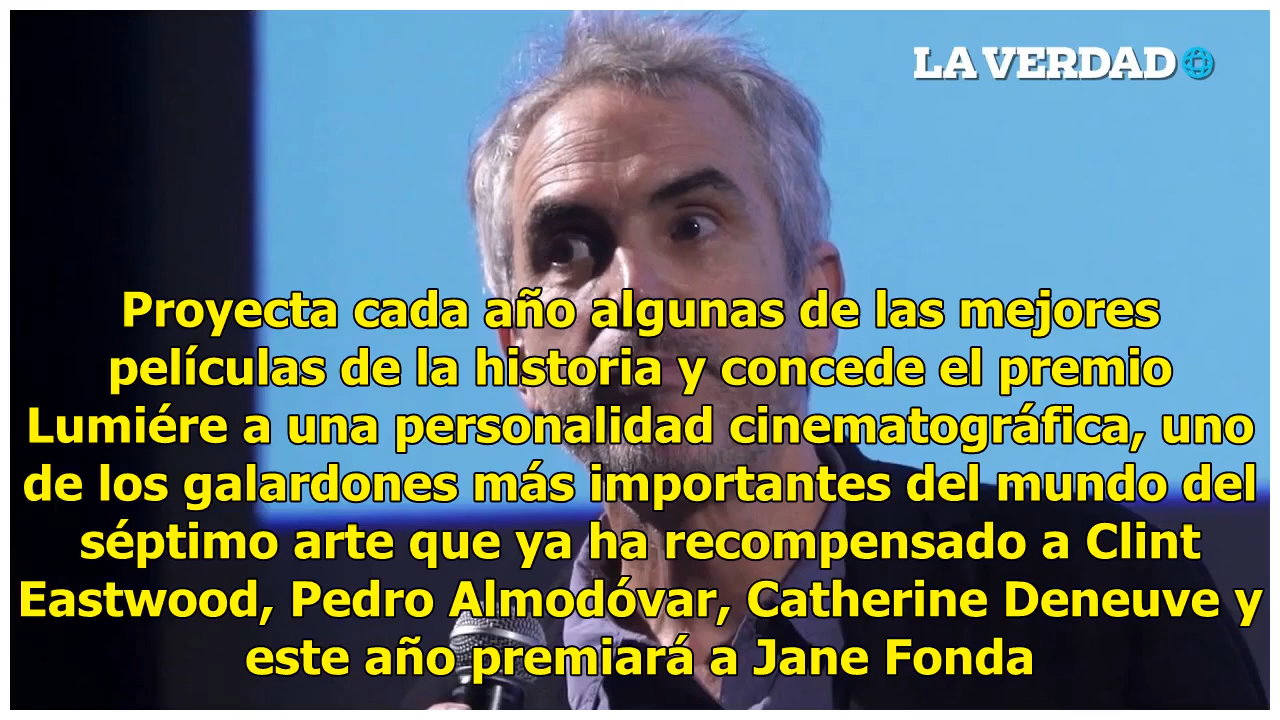 LA VERDAD
Proyecta cada año algunas de las mejores
películas de la historia y concede el premio
Lumiére a una personalidad cinematográfica, uno
de los galardones más importantes del mundo del
séptimo arte que ya ha recompensado a Clint
Eastwood, Pedro Almodóvar, Catherine Deneuve y
este año premiará a Jane Fonda